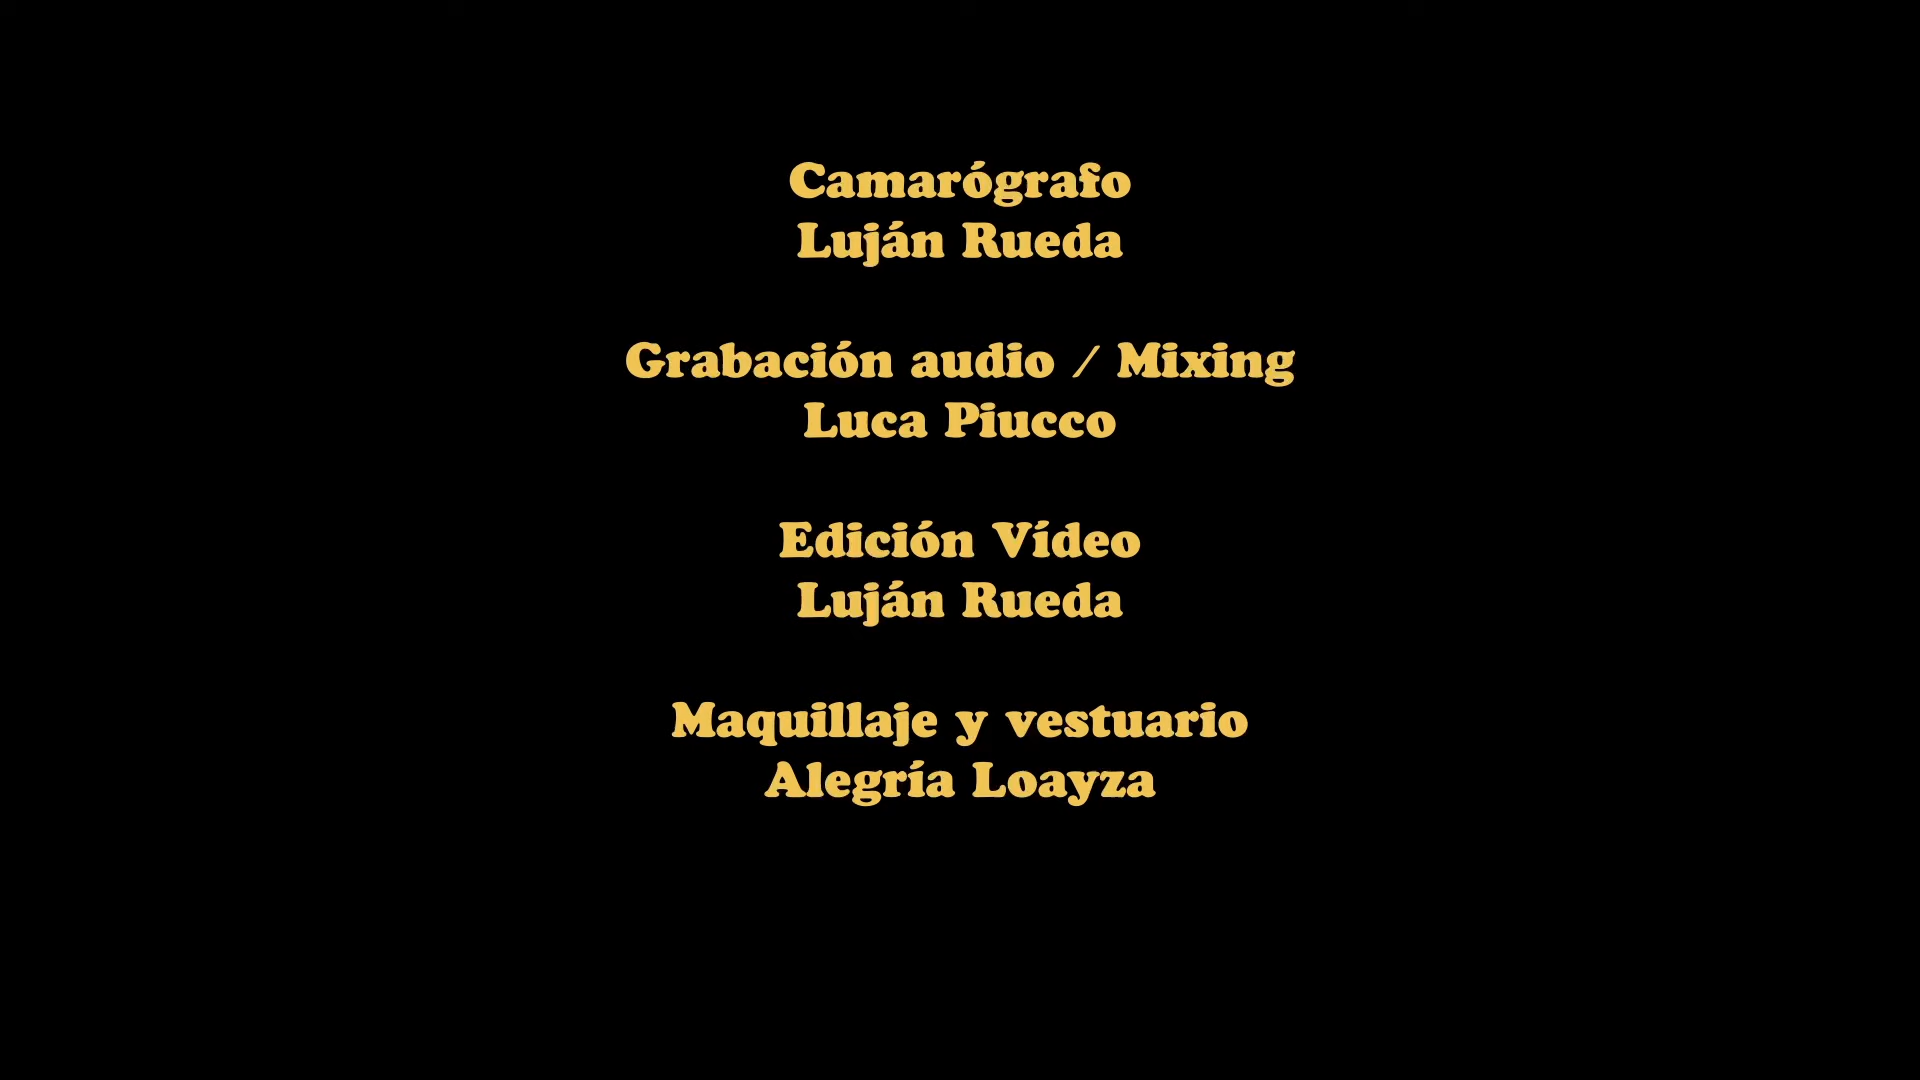 Camarógrafo
Luján Rueda
Grabación audio / Mixing
Luca Piucco
Edición Vídeo
Luján Rueda
Maquillaje y vestuario
Alegría Loayza